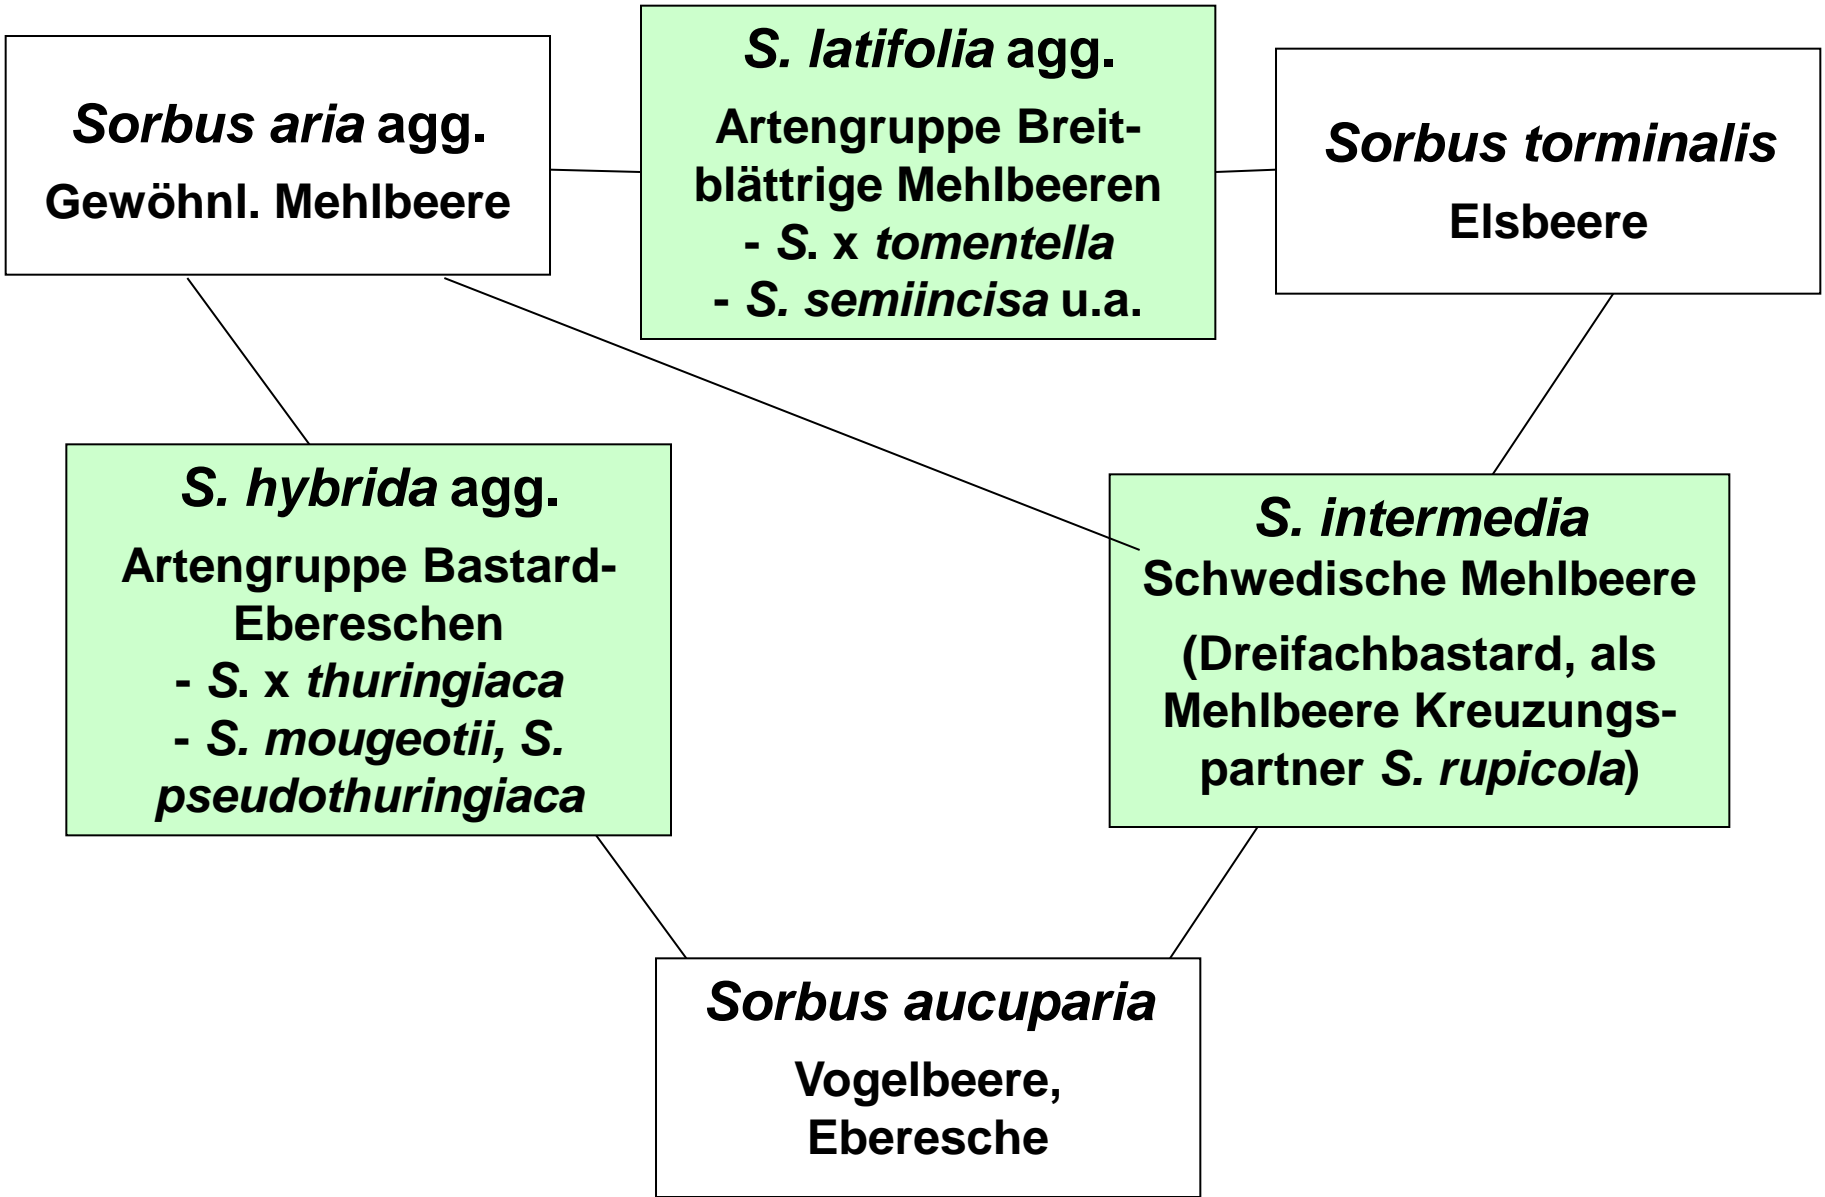 Sorbus aria agg.
Gewöhnl. Mehlbeere
S. latifolia agg.
Artengruppe Breit-
blättrige Mehlbeeren
- S. x tomentella
- S. semiincisa u.a.
Sorbus torminalis
Elsbeere
S. hybrida agg.
Artengruppe Bastard-
Ebereschen
- S. x thuringiaca
- S. mougeotii, S.
pseudothuringiaca
S. intermedia
Schwedische Mehlbeere
(Dreifachbastard, als
Mehlbeere Kreuzungs-
partner S. rupicola)
Sorbus aucuparia
Vogelbeere,
Eberesche